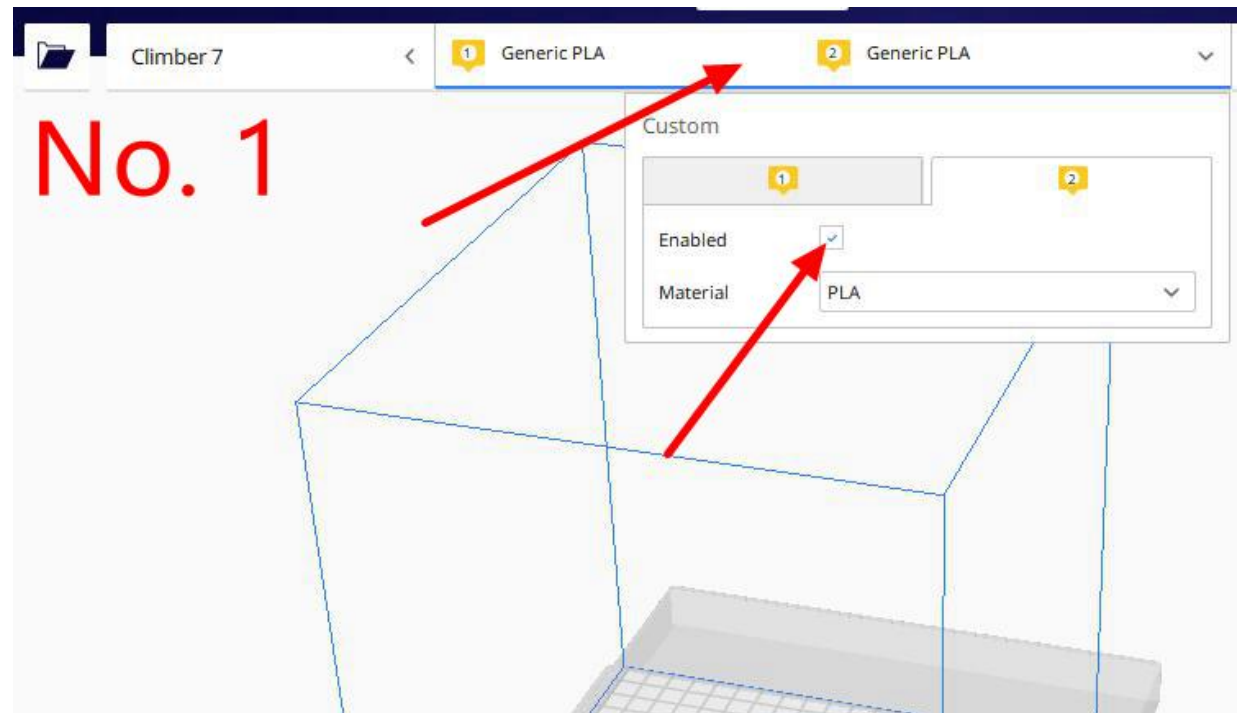 Climber 7
1 Generic PLA
2 Generic PLA
No. 1
Custom
1
2
Enabled
Material PLA